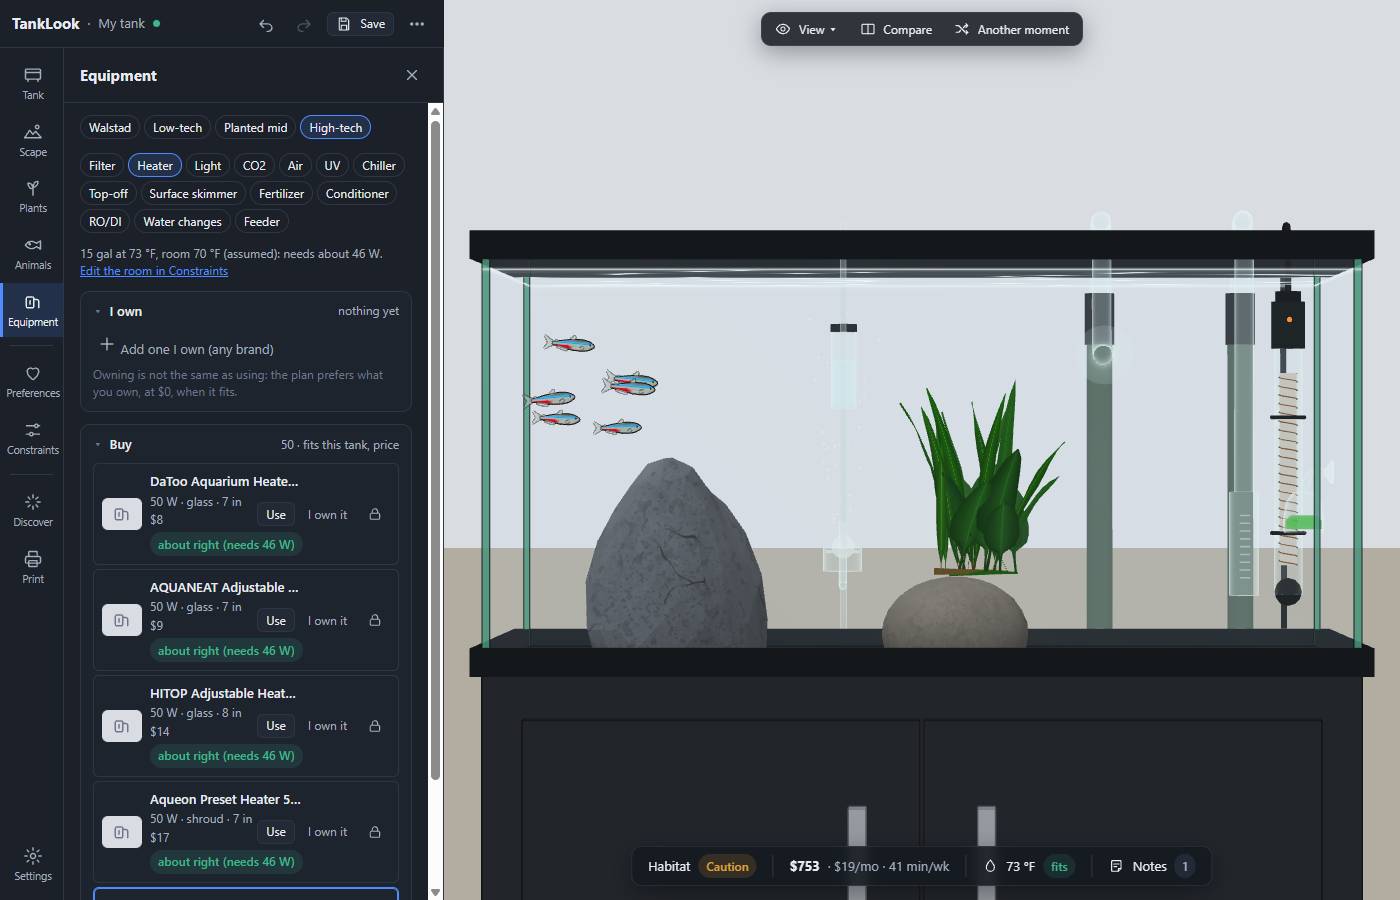 TankLook · My tank
Save
View
Compare
Another moment
Tank
Scape
Plants
Animals
Equipment
Preferences
Constraints
Discover
Print
Settings
Equipment
Walstad
Low-tech
Planted mid
High-tech
Filter
Heater
Light
CO2
Air
UV
Chiller
Top-off
Surface skimmer
Fertilizer
Conditioner
RO/DI
Water changes
Feeder
15 gal at 73 °F, room 70 °F (assumed): needs about 46 W.
Edit the room in Constraints
I own
nothing yet
Add one I own (any brand)
Owning is not the same as using: the plan prefers what
you own, at $0, when it fits.
Buy
50 · fits this tank, price
DaToo Aquarium Heate...
50 W · glass · 7 in
$8
Use
I own it
about right (needs 46 W)
AQUANEAT Adjustable ...
50 W · glass · 7 in
$9
Use
I own it
about right (needs 46 W)
HITOP Adjustable Heat...
50 W · glass · 8 in
$14
Use
I own it
about right (needs 46 W)
Aqueon Preset Heater 5...
50 W · shroud · 7 in
$17
Use
I own it
about right (needs 46 W)
Habitat
Caution
$753 · $19/mo · 41 min/wk
73 °F
fits
Notes
1